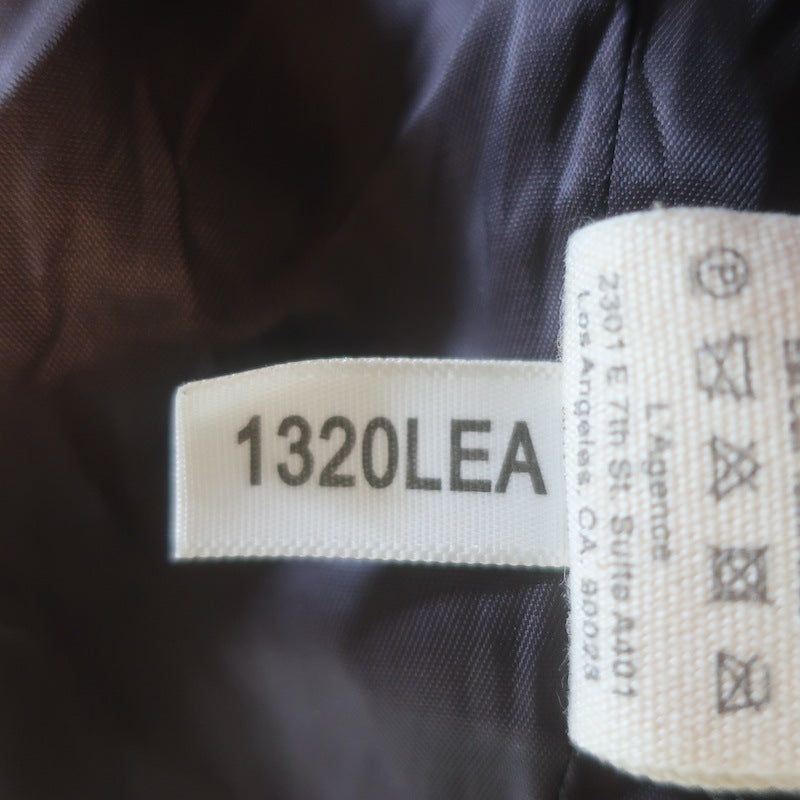 1320LEA
L'Agence
2301 E 7th St. Suite A401
Los Angeles, CA 90023
P